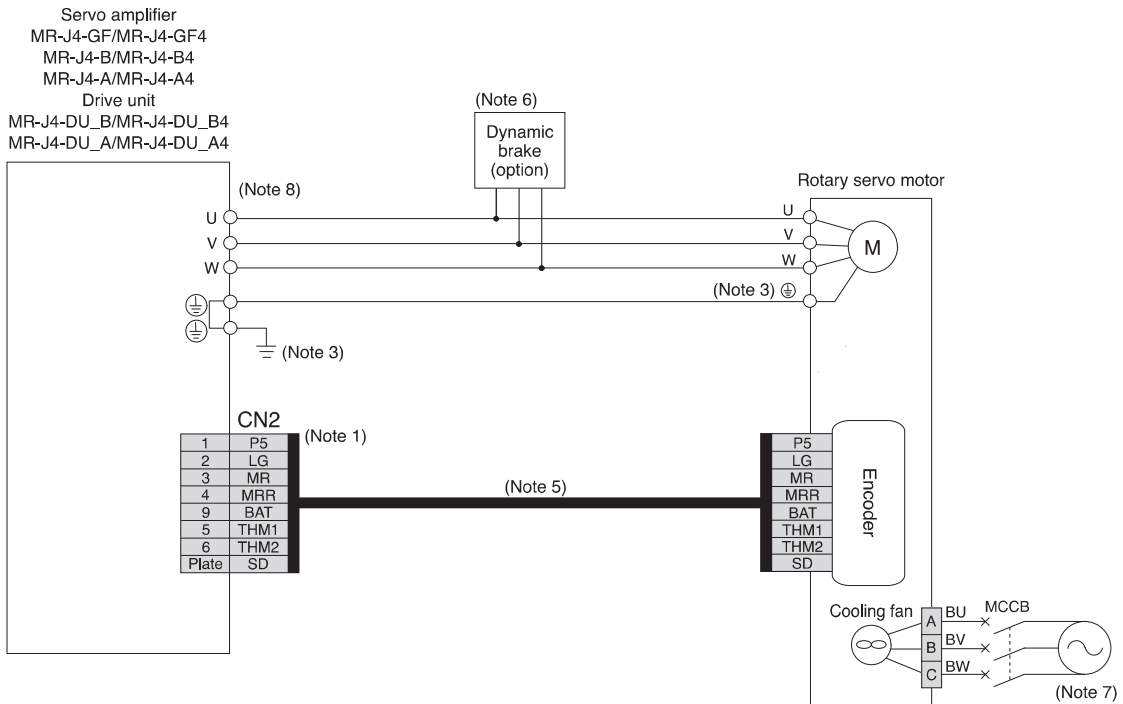 Servo amplifier
MR-J4-GF/MR-J4-GF4
MR-J4-B/MR-J4-B4
MR-J4-A/MR-J4-A4
Drive unit
MR-J4-DU_B/MR-J4-DU_B4
MR-J4-DU_A/MR-J4-DU_A4
(Note 6)
Dynamic
brake
(option)
Rotary servo motor
(Note 8)
U
V
W
U
V
W
M
(Note 3)
(Note 3)
CN2
(Note 1)
1 P5
2 LG
3 MR
4 MRR
9 BAT
5 THM1
6 THM2
Plate SD
(Note 5)
P5
LG
MR
MRR
BAT
THM1
THM2
SD
Encoder
Cooling fan
A BU
B BV
C BW
MCCB
(Note 7)